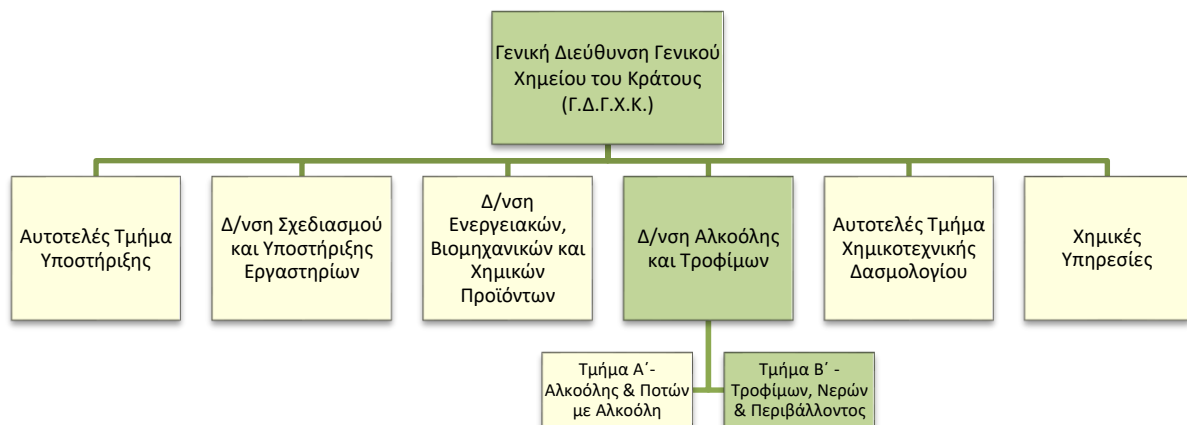 Γενική Διεύθυνση Γενικού
Χημείου του Κράτους
(Γ.Δ.Γ.Χ.Κ.)
Αυτοτελές Τμήμα
Υποστήριξης
Δ/νση Σχεδιασμού
και Υποστήριξης
Εργαστηρίων
Δ/νση
Ενεργειακών,
Βιομηχανικών και
Χημικών
Προϊόντων
Δ/νση Αλκοόλης
και Τροφίμων
Αυτοτελές Τμήμα
Χημικοτεχνικής
Δασμολογίου
Χημικές
Υπηρεσίες
Τμήμα Α΄-
Αλκοόλης & Ποτών
με Αλκοόλη
Τμήμα Β΄ -
Τροφίμων, Νερών
& Περιβάλλοντος